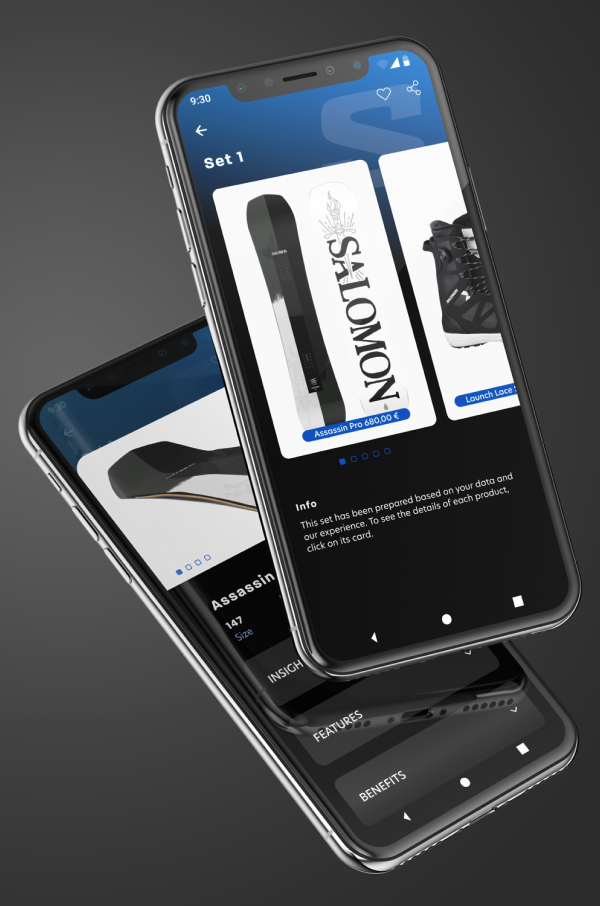 9:30
Set 1
SALOMON
Assassin Pro 680,00 €
Launch Lace
Info
This set has been prepared based on your data and
our experience. To see the details of each product,
click on its card.
9:30
Assassin
147
Size
INSIGH
FEATURES
BENEFITS